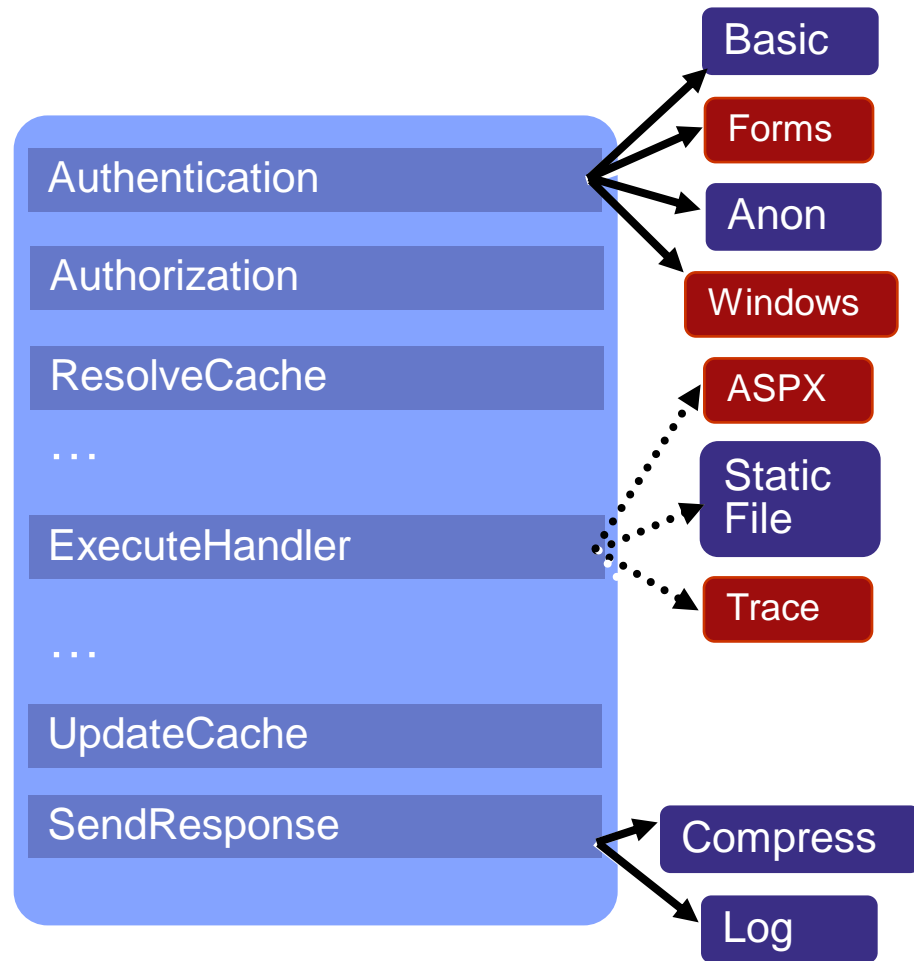 Basic
Forms
Authentication
Anon
Authorization
Windows
ResolveCache
ASPX
...
Static
File
ExecuteHandler
Trace
...
UpdateCache
SendResponse
Compress
Log